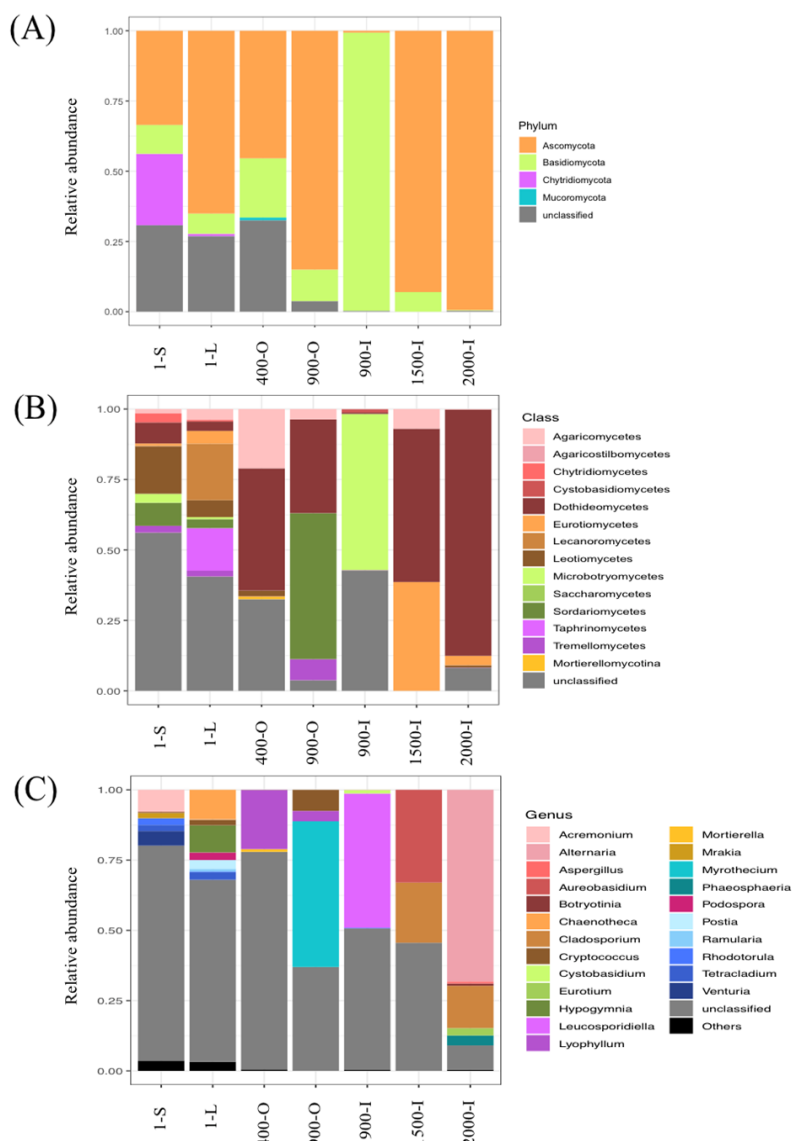 (A)
Relative abundance
1.00
0.75
0.50
0.25
0.00
1-S
1-L
400-O
900-O
900-I
1500-I
2000-I
Phylum
Ascomycota
Basidiomycota
Chytridiomycota
Mucoromycota
unclassified
(B)
Relative abundance
1.00
0.75
0.50
0.25
0.00
1-S
1-L
400-O
900-O
900-I
1500-I
2000-I
Class
Agaricomycetes
Agaricostilbomycetes
Chytridiomycetes
Cystobasidiomycetes
Dothideomycetes
Eurotiomycetes
Lecanoromycetes
Leotiomycetes
Microbotryomycetes
Saccharomycetes
Sordariomycetes
Taphrinomycetes
Tremellomycetes
Mortierellomycotina
unclassified
(C)
Relative abundance
1.00
0.75
0.50
0.25
0.00
1-S
1-L
400-O
900-O
900-I
1500-I
2000-I
Genus
Acremonium
Alternaria
Aspergillus
Aureobasidium
Botryotinia
Chaenotheca
Cladosporium
Cryptococcus
Cystobasidium
Eurotium
Hypogymnia
Leucosporidiella
Lyophyllum
Mortierella
Mrakia
Myrothecium
Phaeosphaeria
Podospora
Postia
Ramularia
Rhodotorula
Tetracladium
Venturia
unclassified
Others